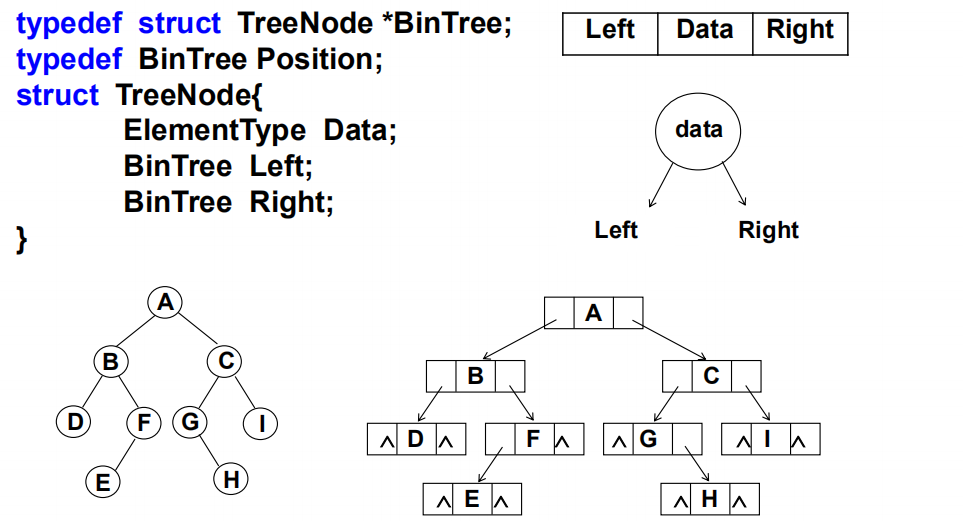 typedef struct TreeNode *BinTree;
typedef BinTree Position;
struct TreeNode{
ElementType Data;
BinTree Left;
BinTree Right;
}
Left Data Right
data
Left Right
A
B C
D F G I
E H
A
B C
^ D ^ F ^ ^ G ^ I ^
^ E ^ ^ H ^